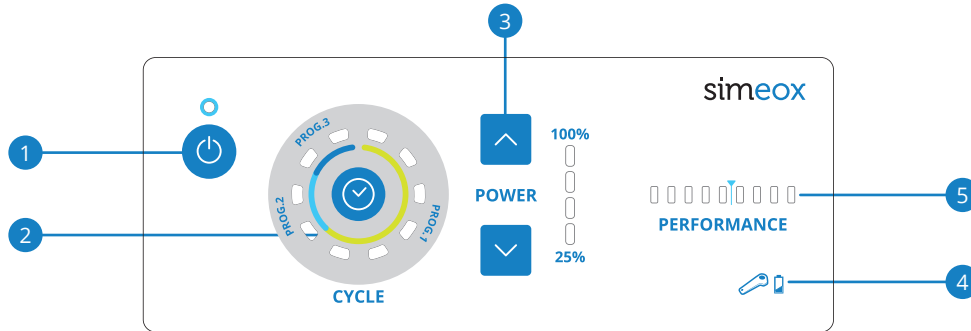 3
simeox
1
PROG.3
100%
POWER
5
PROG.2
PROG.1
PERFORMANCE
2
25%
4
CYCLE